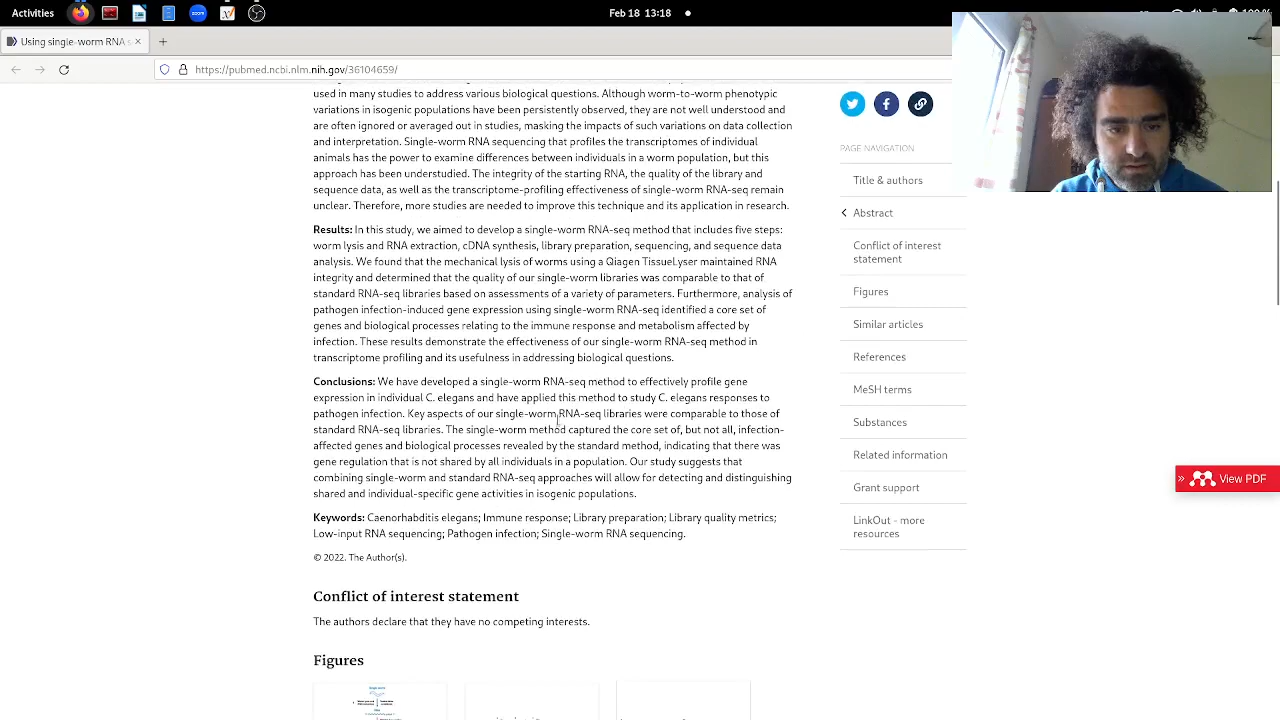 Activities
Feb 18 13:18
Using single-worm RNA s
https://pubmed.ncbi.nlm.nih.gov/36104659/
used in many studies to address various biological questions. Although worm-to-worm phenotypic
variations in isogenic populations have been persistently observed, they are not well understood and
are often ignored or averaged out in studies, masking the impacts of such variations on data collection
and interpretation. Single-worm RNA sequencing that profiles the transcriptomes of individual
animals has the power to examine differences between individuals in a worm population, but this
approach has been understudied. The integrity of the starting RNA, the quality of the library and
sequence data, as well as the transcriptome-profiling effectiveness of single-worm RNA-seq remain
unclear. Therefore, more studies are needed to improve this technique and its application in research.
Results: In this study, we aimed to develop a single-worm RNA-seq method that includes five steps:
worm lysis and RNA extraction, cDNA synthesis, library preparation, sequencing, and sequence data
analysis. We found that the mechanical lysis of worms using a Qiagen TissueLyser maintained RNA
integrity and determined that the quality of our single-worm libraries was comparable to that of
standard RNA-seq libraries based on assessments of a variety of parameters. Furthermore, analysis of
pathogen infection-induced gene expression using single-worm RNA-seq identified a core set of
genes and biological processes relating to the immune response and metabolism affected by
infection. These results demonstrate the effectiveness of our single-worm RNA-seq method in
transcriptome profiling and its usefulness in addressing biological questions.
Conclusions: We have developed a single-worm RNA-seq method to effectively profile gene
expression in individual C. elegans and have applied this method to study C. elegans responses to
pathogen infection. Key aspects of our single-worm RNA-seq libraries were comparable to those of
standard RNA-seq libraries. The single-worm method captured the core set of, but not all, infection-
affected genes and biological processes revealed by the standard method, indicating that there was
gene regulation that is not shared by all individuals in a population. Our study suggests that
combining single-worm and standard RNA-seq approaches will allow for detecting and distinguishing
shared and individual-specific gene activities in isogenic populations.
Keywords: Caenorhabditis elegans; Immune response; Library preparation; Library quality metrics;
Low-input RNA sequencing; Pathogen infection; Single-worm RNA sequencing.
© 2022. The Author(s).
Conflict of interest statement
The authors declare that they have no competing interests.
Figures
PAGE NAVIGATION
Title & authors
Abstract
Conflict of interest
statement
Figures
Similar articles
References
MeSH terms
Substances
Related information
Grant support
LinkOut - more
resources
» View PDF